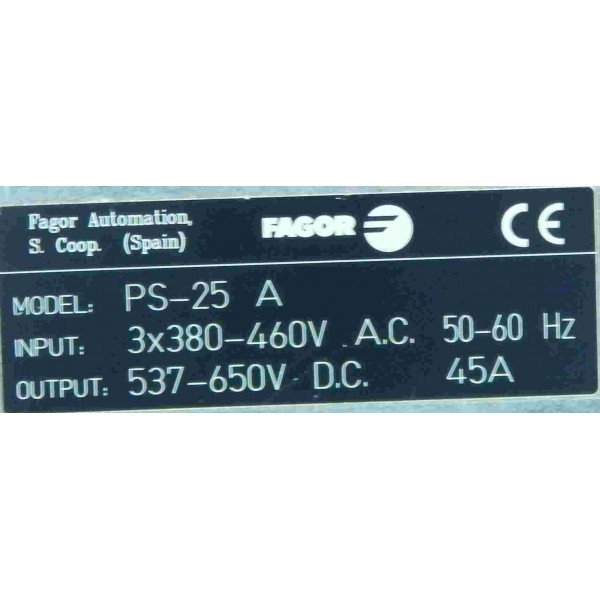 Fagor Automation,
S. Coop. (Spain)
FAGOR
CE
MODEL: PS-25 A
INPUT: 3x380-460V A.C. 50-60 Hz
OUTPUT: 537-650V D.C. 45A